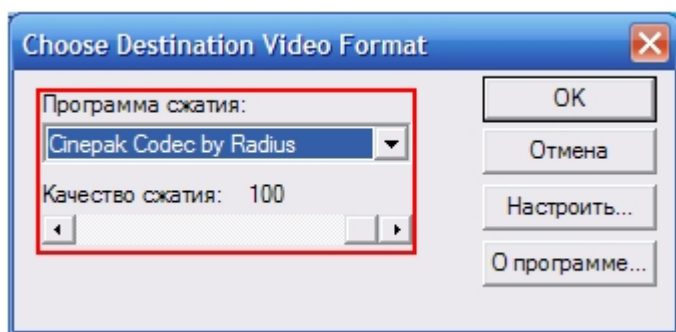 Choose Destination Video Format
Программа сжатия:
Cinepak Codec by Radius
Качество сжатия: 100
OK
Отмена
Настроить...
О программе...